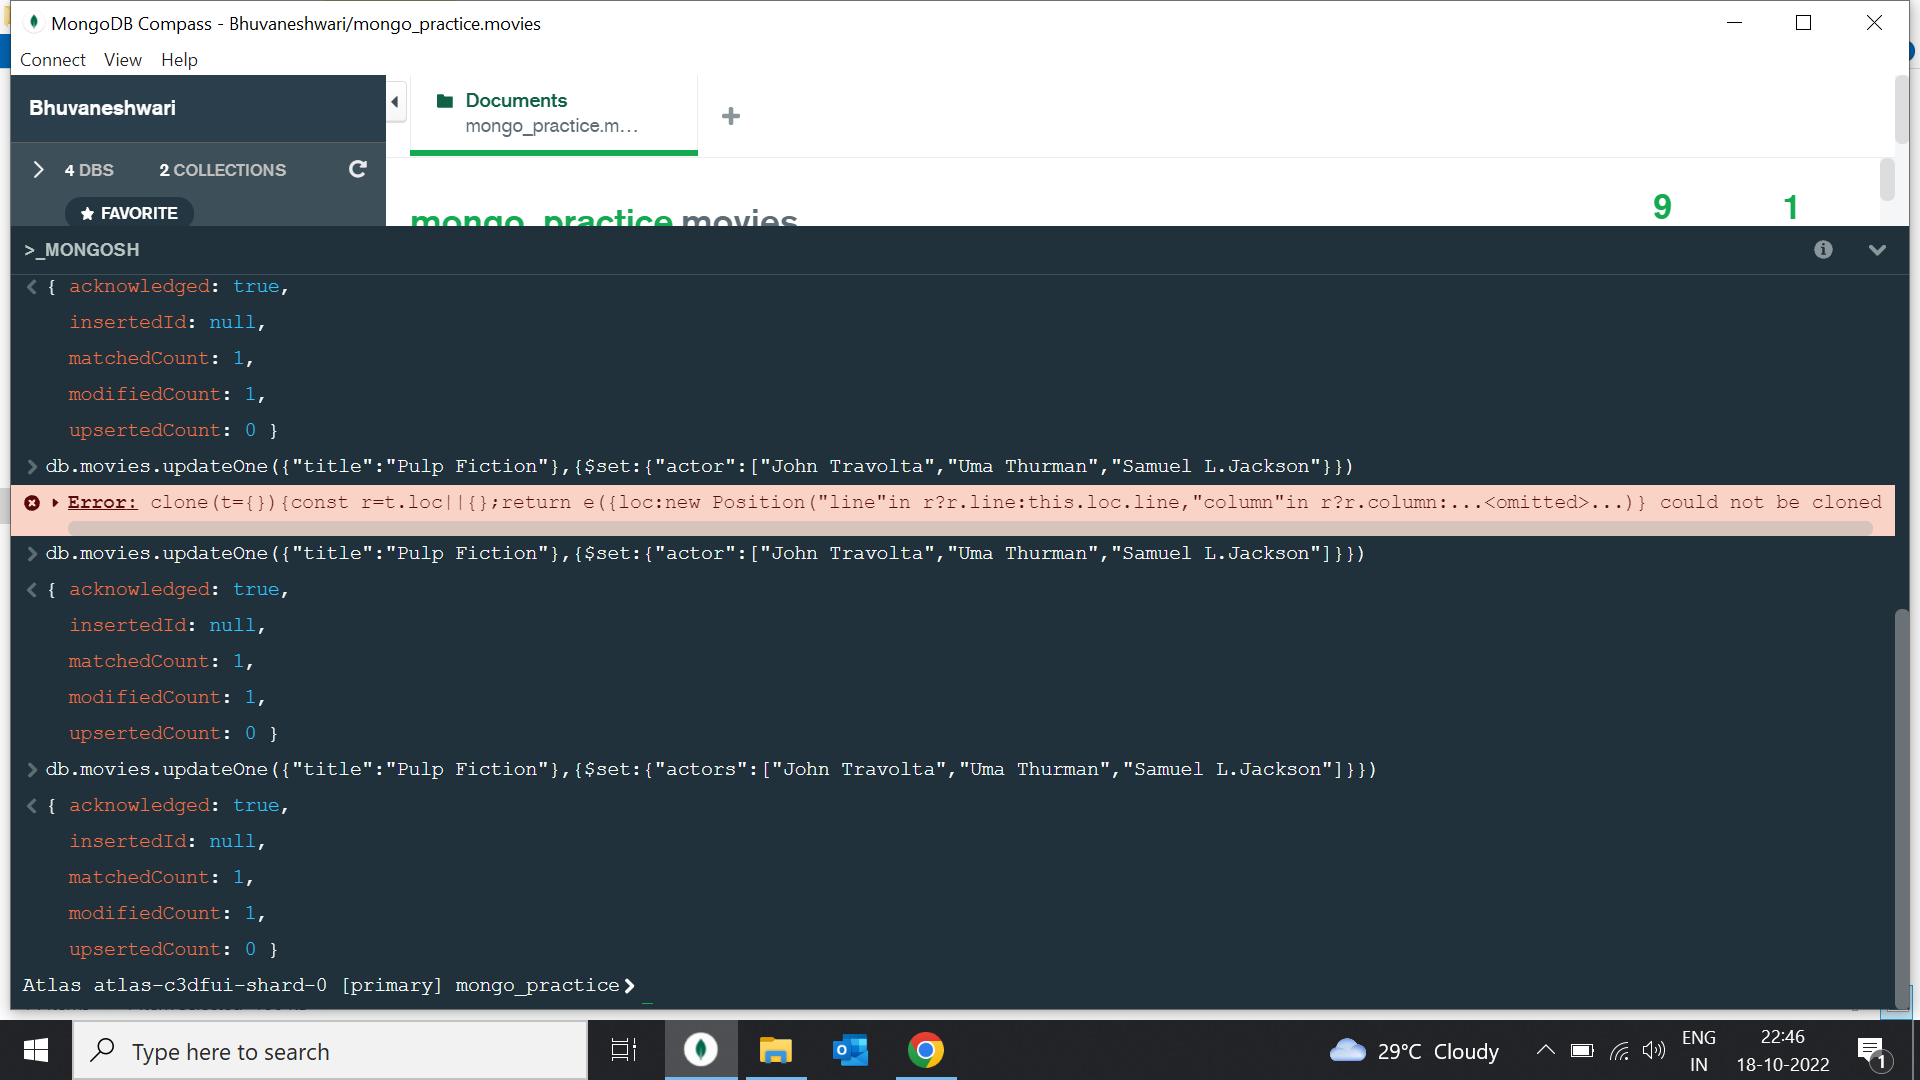 MongoDB Compass - Bhuvaneshwari/mongo_practice.movies
Connect View Help
Bhuvaneshwari
Documents
mongo_practice.m...
4 DBS 2 COLLECTIONS
FAVORITE
mongo_practice.movies
9 1
>_MONGOSH
{ acknowledged: true,
insertedId: null,
matchedCount: 1,
modifiedCount: 1,
upsertedCount: 0 }
db.movies.updateOne({"title":"Pulp Fiction"},{$set:{"actor":["John Travolta","Uma Thurman","Samuel L.Jackson"}})
Error: clone(t={}){const r=t.loc||{};return e({loc:new Position("line"in r?r.line:this.loc.line,"column"in r?r.column:...<omitted>...)} could not be cloned
db.movies.updateOne({"title":"Pulp Fiction"},{$set:{"actor":["John Travolta","Uma Thurman","Samuel L.Jackson"]}})
{ acknowledged: true,
insertedId: null,
matchedCount: 1,
modifiedCount: 1,
upsertedCount: 0 }
db.movies.updateOne({"title":"Pulp Fiction"},{$set:{"actors":["John Travolta","Uma Thurman","Samuel L.Jackson"]}})
{ acknowledged: true,
insertedId: null,
matchedCount: 1,
modifiedCount: 1,
upsertedCount: 0 }
Atlas atlas-c3dfui-shard-0 [primary] mongo_practice>
Type here to search
29°C Cloudy
ENG
IN
22:46
18-10-2022
1